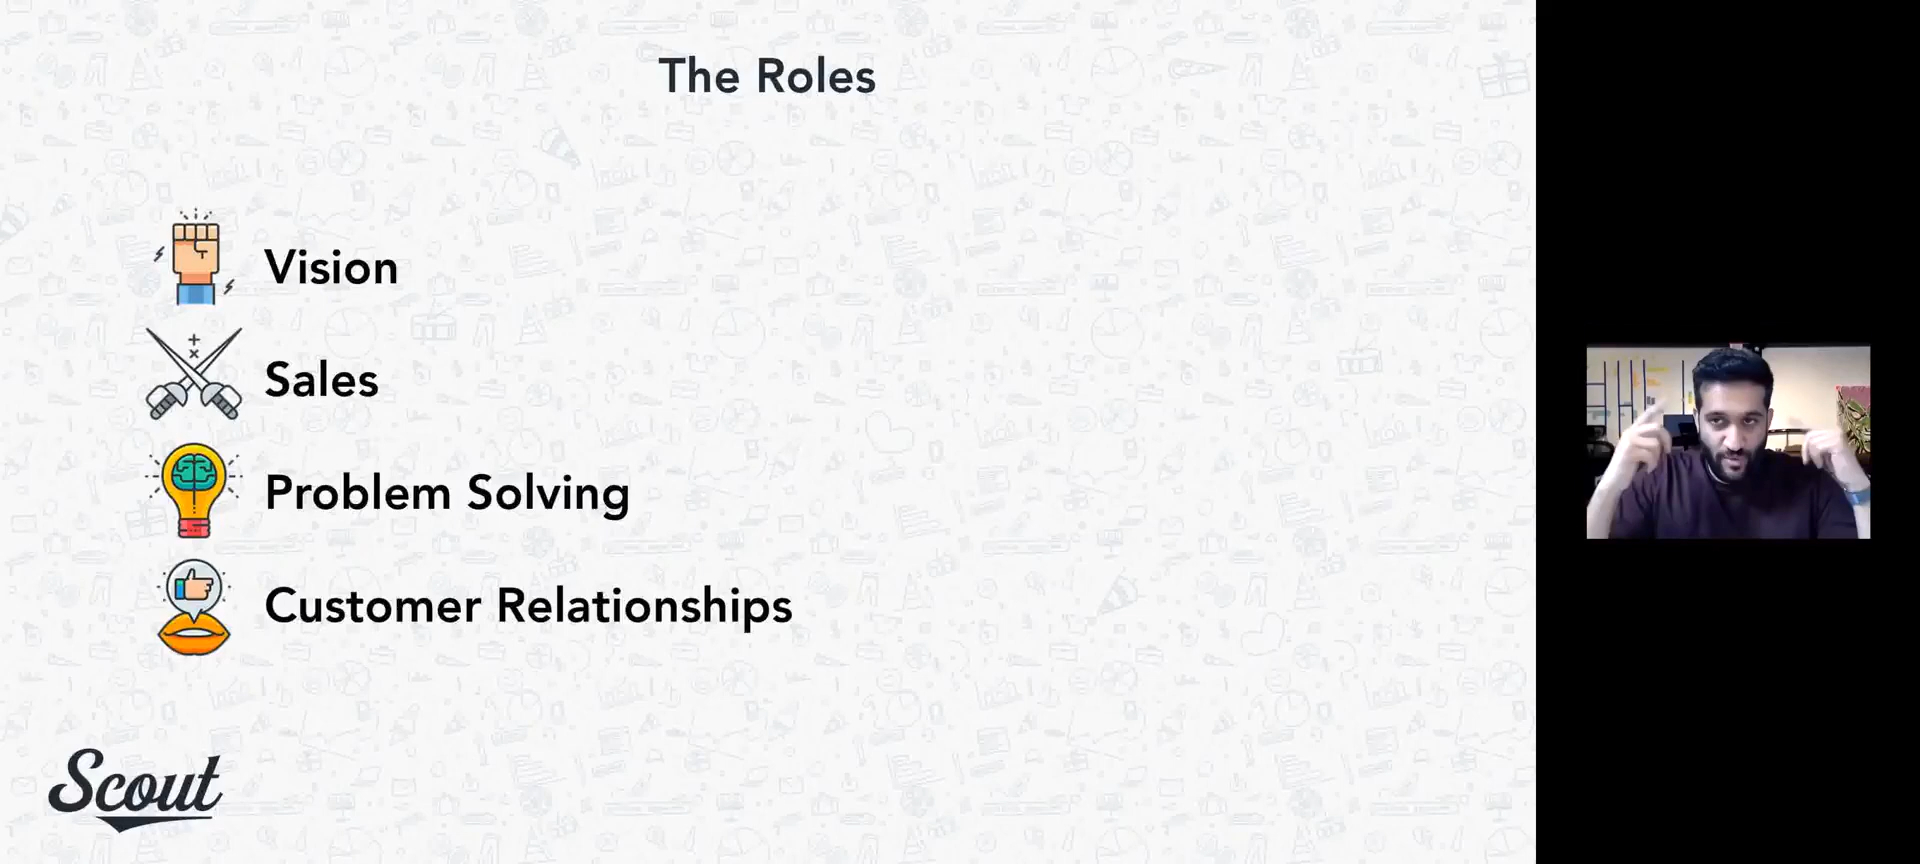 The Roles
Vision
Sales
Problem Solving
Customer Relationships
Scout